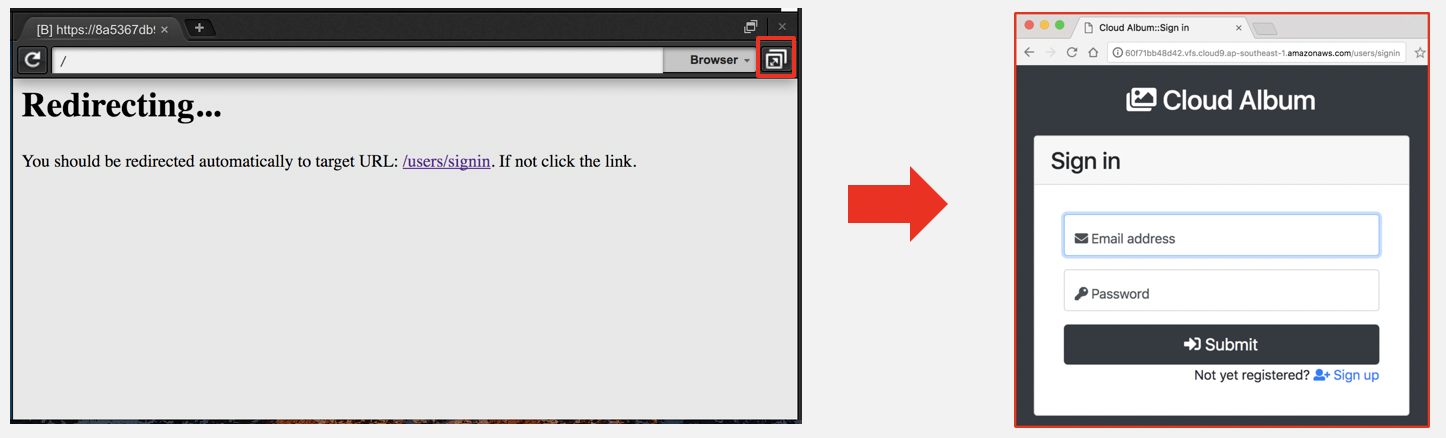 [B] https://8a5367db9
/
Browser
Redirecting...
You should be redirected automatically to target URL: /users/signin. If not click the link.
Cloud Album::Sign in
60f71bb48d42.vfs.cloud9.ap-southeast-1.amazonaws.com/users/signin
Cloud Album
Sign in
Email address
Password
Submit
Not yet registered? Sign up